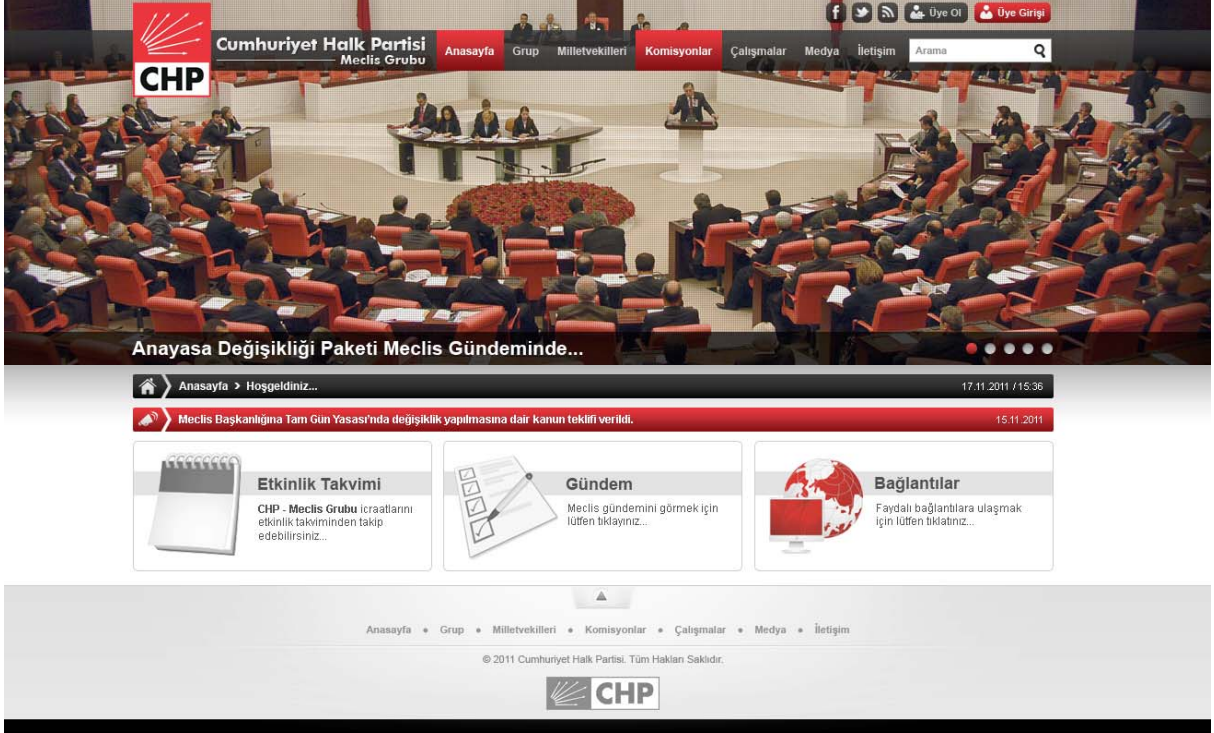 Üye Ol
Üye Girişi
CHP
Cumhuriyet Halk Partisi
Meclis Grubu
Anasayfa Grup Milletvekilleri Komisyonlar Çalışmalar Medya İletişim Arama
Anayasa Değişikliği Paketi Meclis Gündeminde...
Anasayfa > Hoşgeldiniz... 17.11.2011 / 15:36
Meclis Başkanlığına Tam Gün Yasası'nda değişiklik yapılmasına dair kanun teklifi verildi. 15.11.2011
Etkinlik Takvimi
CHP - Meclis Grubu icraatlarını
etkinlik takviminden takip
edebilirsiniz...
Gündem
Meclis gündemini görmek için
lütfen tıklayınız...
Bağlantılar
Faydalı bağlantılara ulaşmak
için lütfen tıklatınız...
Anasayfa • Grup • Milletvekilleri • Komisyonlar • Çalışmalar • Medya • İletişim
© 2011 Cumhuriyet Halk Partisi. Tüm Hakları Saklıdır.
CHP